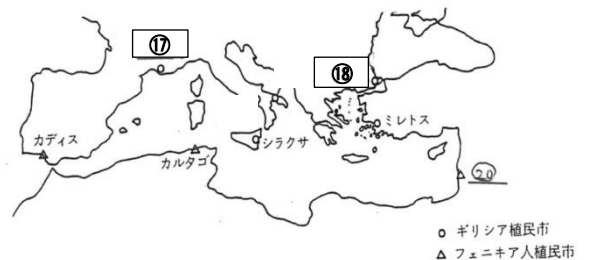 ⑰
⑱
カディス
カルタゴ
シラクサ
ミレトス
⑳
○ ギリシア植民市
△ フェニキア人植民市